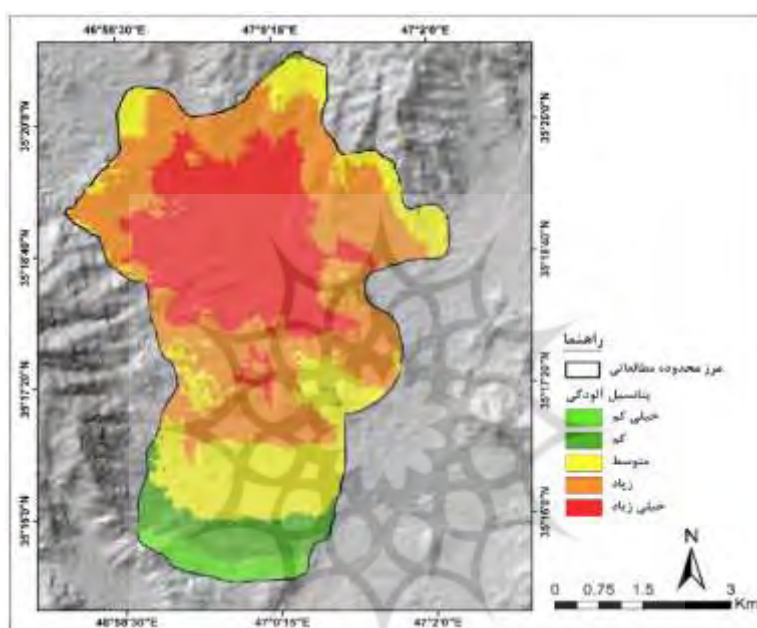 46°58'30"E 47°0'15"E 47°2'0"E
35°20'0"N
35°18'40"N
35°17'20"N
35°16'0"N
35°20'0"N
35°18'40"N
35°17'20"N
35°16'0"N
راهنما
مرز محدوده مطالعاتی
پتانسیل آلودگی
خیلی کم
کم
متوسط
زیاد
خیلی زیاد
N
0 0.75 1.5 3
Km
46°58'30"E 47°0'15"E 47°2'0"E